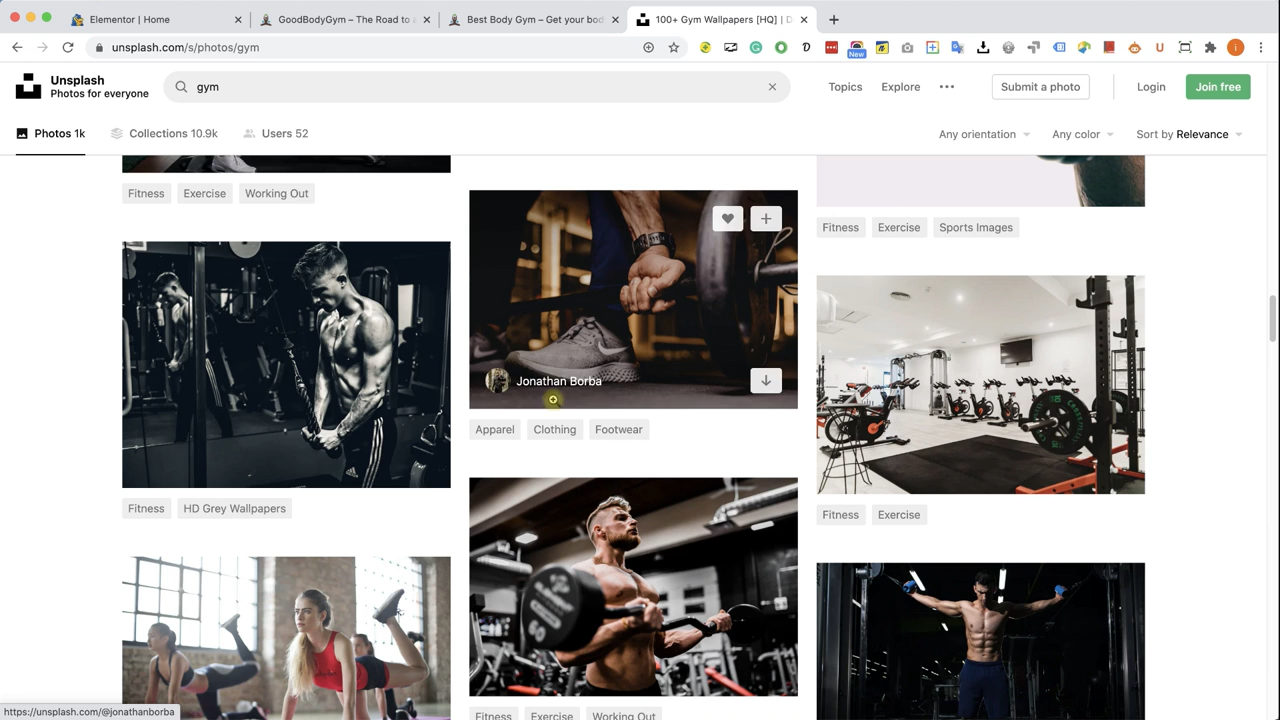 Elementor | Home
GoodBodyGym – The Road to a
Best Body Gym – Get your bod
100+ Gym Wallpapers [HQ] | D
unsplash.com/s/photos/gym
New
Unsplash
Photos for everyone
gym
Topics
Explore
Submit a photo
Login
Join free
Photos 1k
Collections 10.9k
Users 52
Any orientation
Any color
Sort by Relevance
Fitness
Exercise
Working Out
Fitness
Exercise
Sports Images
Jonathan Borba
Apparel
Clothing
Footwear
Fitness
HD Grey Wallpapers
Fitness
Exercise
60
Fitness
Exercise
Working Out
https://unsplash.com/@jonathanborba